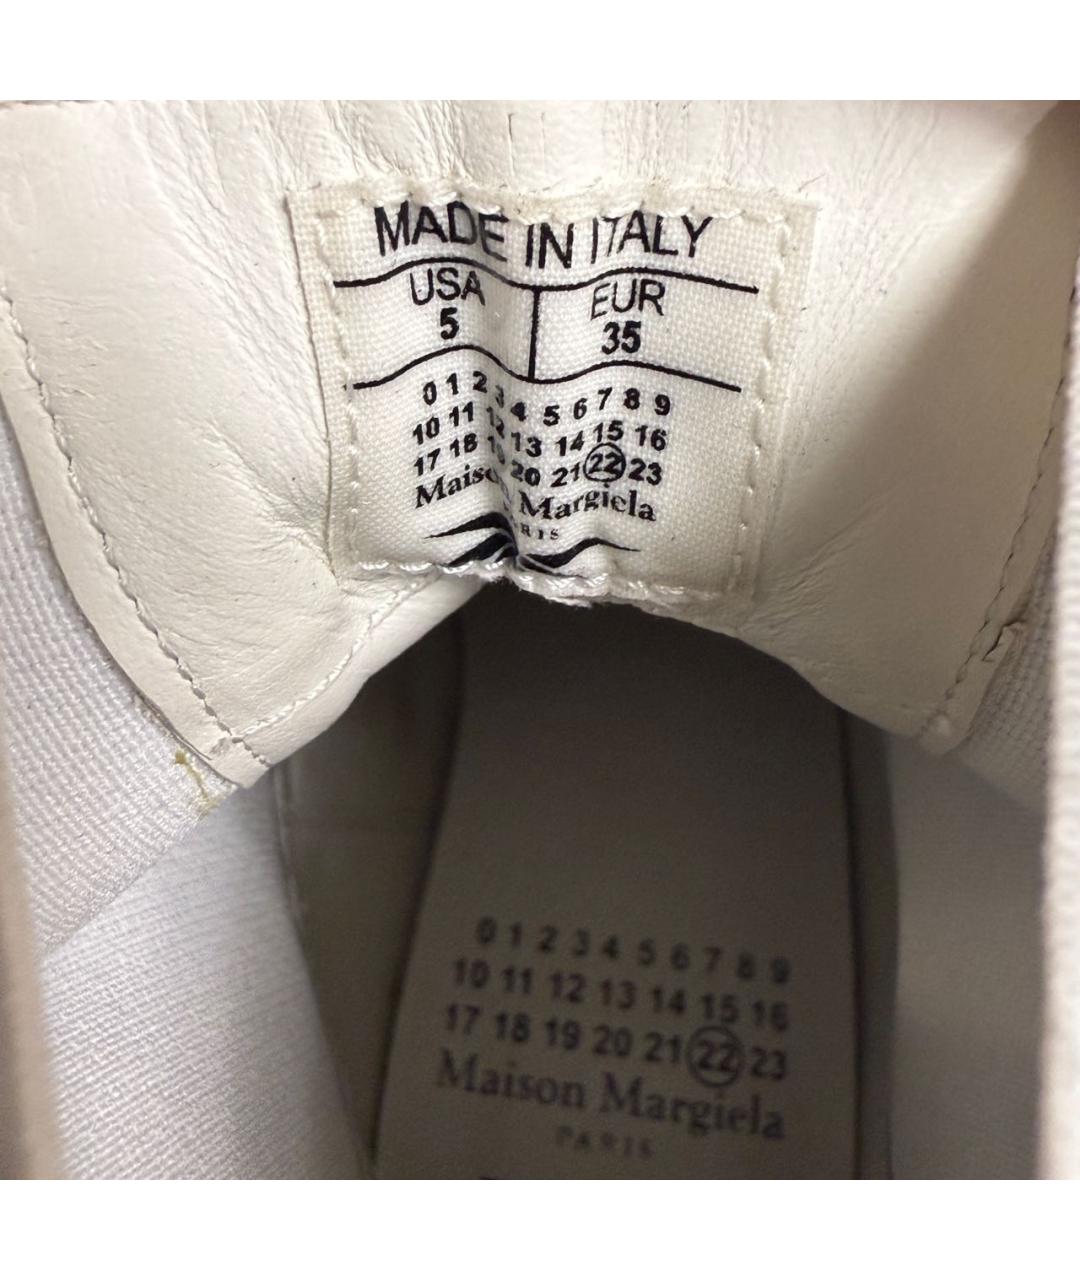 MADE IN ITALY
USA EUR
5 35
0 1 2 3 4 5 6 7 8 9
10 11 12 13 14 15 16
17 18 19 20 21 22 23
Maison Margiela
PARIS
0 1 2 3 4 5 6 7 8 9
10 11 12 13 14 15 16
17 18 19 20 21 22 23
Maison Margiela
PARIS